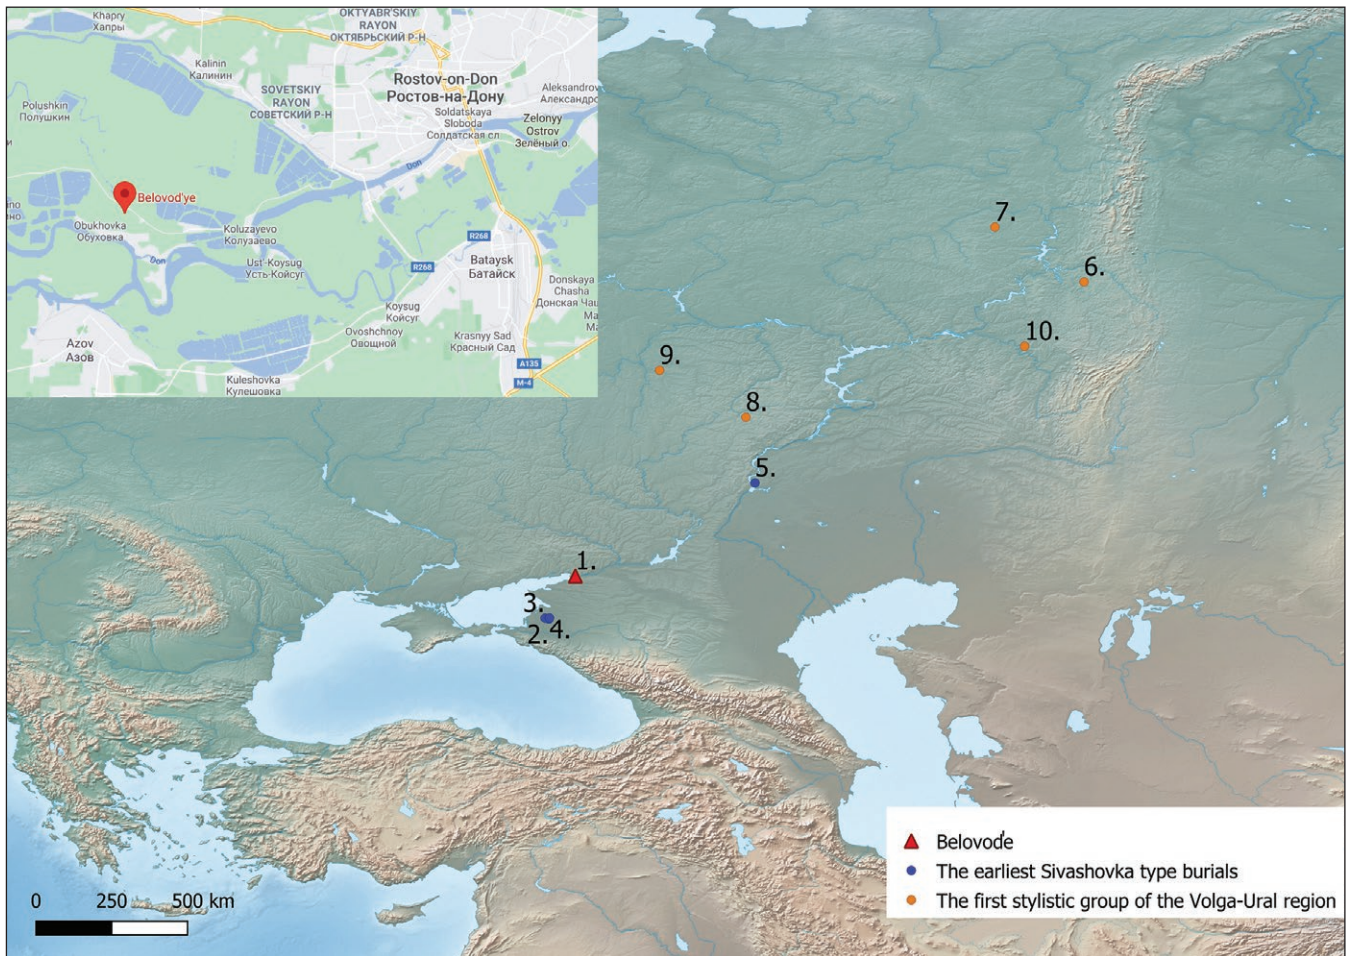 Khapry
Хапры
OKTYABR'SKIY
RAYON
ОКТЯБРЬСКИЙ Р-Н
Kalinin
Калинин
Rostov-on-Don
Ростов-на-Дону
SOVETSKIY
RAYON
СОВЕТСКИЙ Р-Н
Aleksandrov
Александро
Polushkin
Полушкин
Soldatskaya
Sloboda
Солдатская сл
Zelonyy
Ostrov
Зелёный о.
Don
Belovod'ye
Obukhovka
Обуховка
Koluzayevo
Колузаево
R268
Don
Ust'-Koysug
Усть-Койсуг
R268
Bataysk
Батайск
Donskaya
Chasha
Донская Чаш
Koysug
Койсуг
Ovoshchnoy
Овощной
Krasnyy Sad
Красный Сад
Azov
Азов
A135
M-4
Kuleshovka
Кулешовка
7.
6.
10.
9.
8.
5.
1.
3.
2.
4.
Belovod'e
The earliest Sivashovka type burials
The first stylistic group of the Volga-Ural region
0 250 500 km